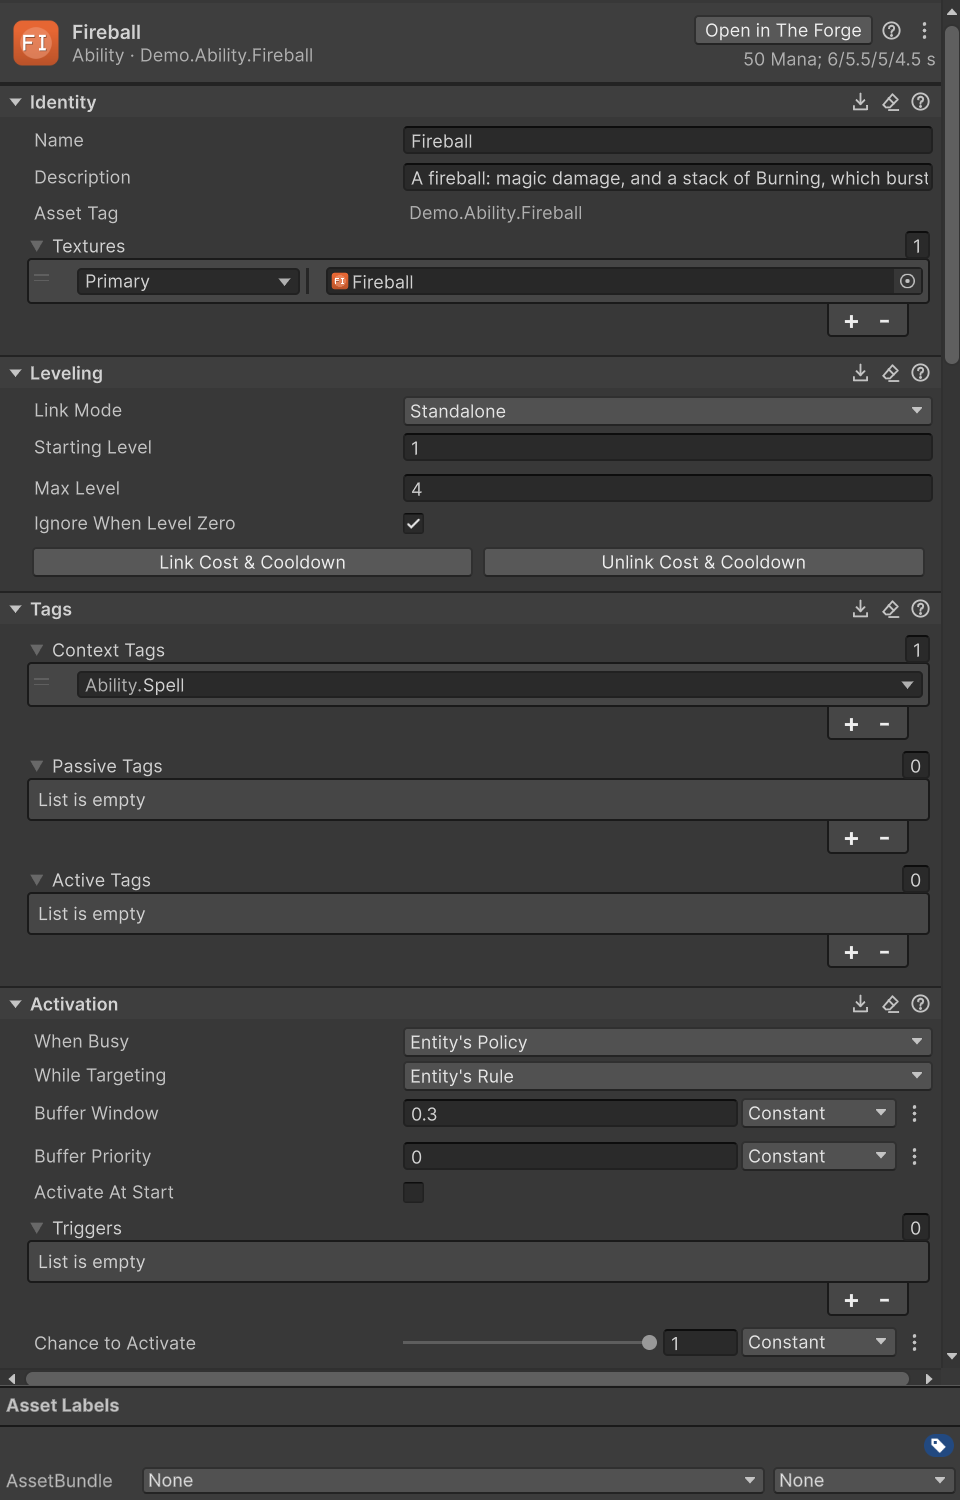 FI
Fireball
Open in The Forge
Ability · Demo.Ability.Fireball
50 Mana; 6/5.5/5/4.5 s
Identity
Name
Fireball
Description
A fireball: magic damage, and a stack of Burning, which burst
Asset Tag
Demo.Ability.Fireball
Textures
1
Primary
FI Fireball
+ -
Leveling
Link Mode
Standalone
Starting Level
1
Max Level
4
Ignore When Level Zero
Link Cost & Cooldown
Unlink Cost & Cooldown
Tags
Context Tags
1
Ability.Spell
+ -
Passive Tags
0
List is empty
+ -
Active Tags
0
List is empty
+ -
Activation
When Busy
Entity's Policy
While Targeting
Entity's Rule
Buffer Window
0.3
Constant
Buffer Priority
0
Constant
Activate At Start
Triggers
0
List is empty
+ -
Chance to Activate
1
Constant
Asset Labels
AssetBundle
None
None